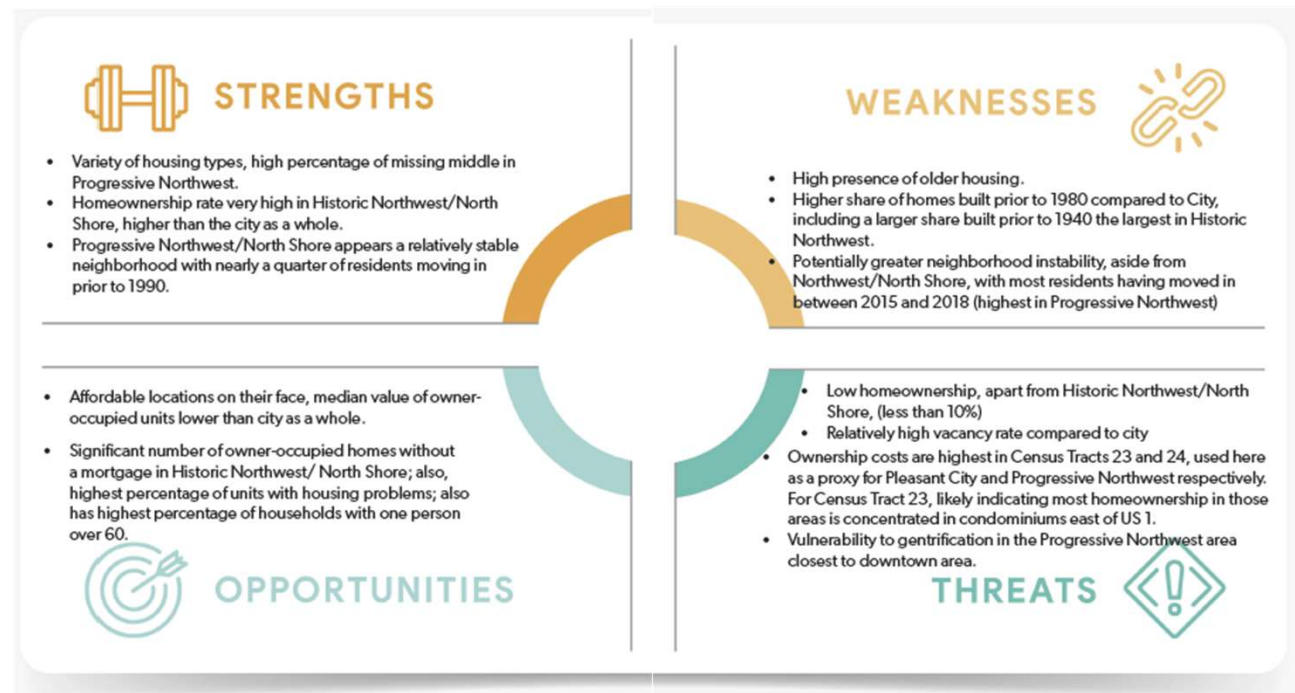 STRENGTHS
• Variety of housing types, high percentage of missing middle in
Progressive Northwest.
• Homeownership rate very high in Historic Northwest/North
Shore, higher than the city as a whole.
• Progressive Northwest/North Shore appears a relatively stable
neighborhood with nearly a quarter of residents moving in
prior to 1990.
WEAKNESSES
• High presence of older housing.
• Higher share of homes built prior to 1980 compared to City,
including a larger share built prior to 1940 the largest in Historic
Northwest.
• Potentially greater neighborhood instability, aside from
Northwest/North Shore, with most residents having moved in
between 2015 and 2018 (highest in Progressive Northwest)
• Affordable locations on their face, median value of owner-
occupied units lower than city as a whole.
• Significant number of owner-occupied homes without
a mortgage in Historic Northwest/ North Shore; also,
highest percentage of units with housing problems; also
has highest percentage of households with one person
over 60.
OPPORTUNITIES
• Low homeownership, apart from Historic Northwest/North
Shore, (less than 10%)
• Relatively high vacancy rate compared to city
• Ownership costs are highest in Census Tracts 23 and 24, used here
as a proxy for Pleasant City and Progressive Northwest respectively.
For Census Tract 23, likely indicating most homeownership in those
areas is concentrated in condominiums east of US 1.
• Vulnerability to gentrification in the Progressive Northwest area
closest to downtown area.
THREATS